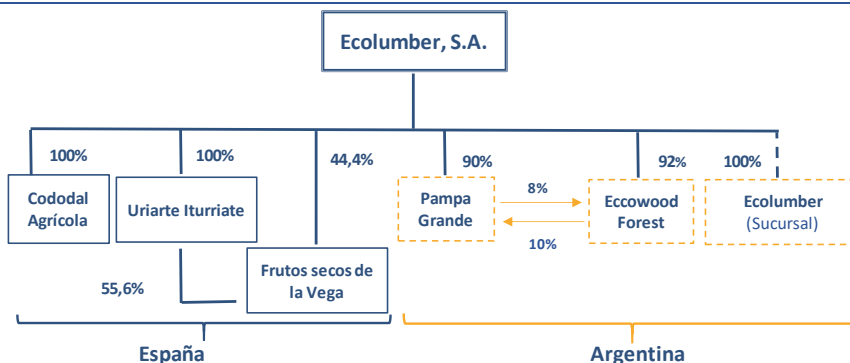 Ecolumber, S.A.
100%
100%
44,4%
90%
92%
100%
Cododal
Agrícola
Uriarte Iturriate
Frutos secos de
la Vega
55,6%
Pampa
Grande
8%
10%
Eccowood
Forest
Ecolumber
(Sucursal)
España
Argentina